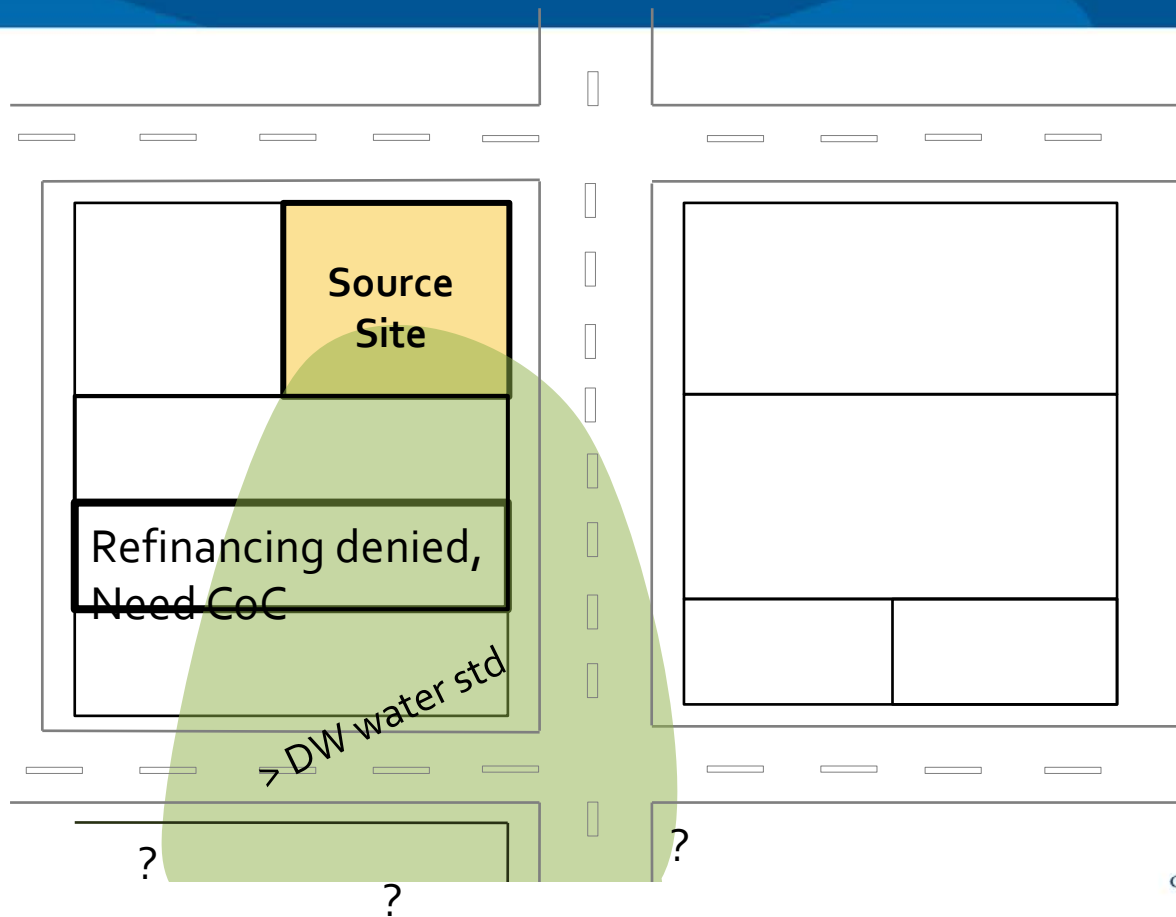 Source
Site
Refinancing denied,
Need CoC
> DW water std
?
?
?